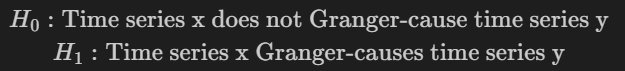 H₀ : Time series x does not Granger-cause time series y
H₁ : Time series x Granger-causes time series y